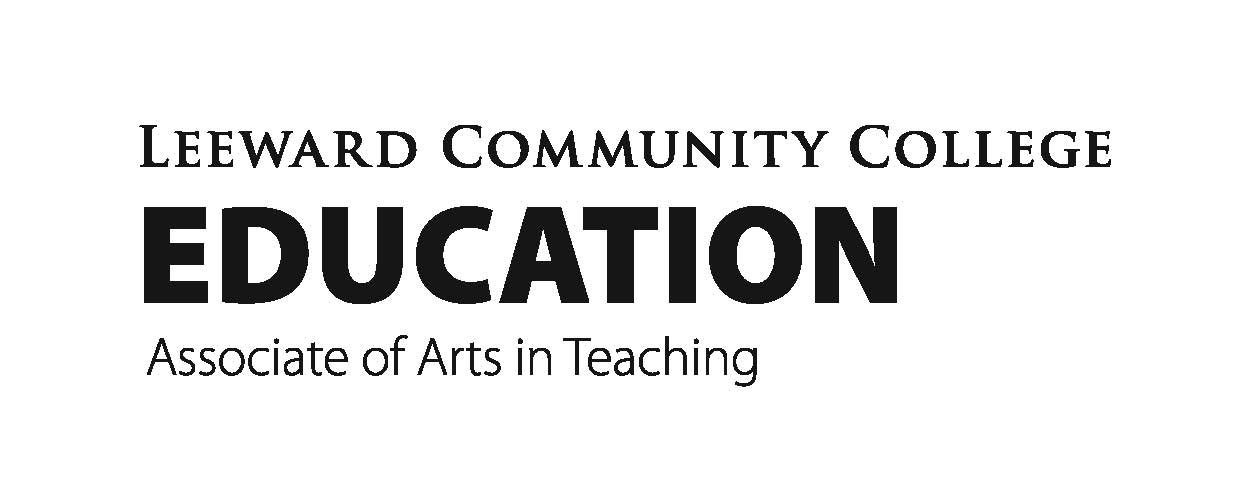 LEEWARD COMMUNITY COLLEGE
EDUCATION
Associate of Arts in Teaching